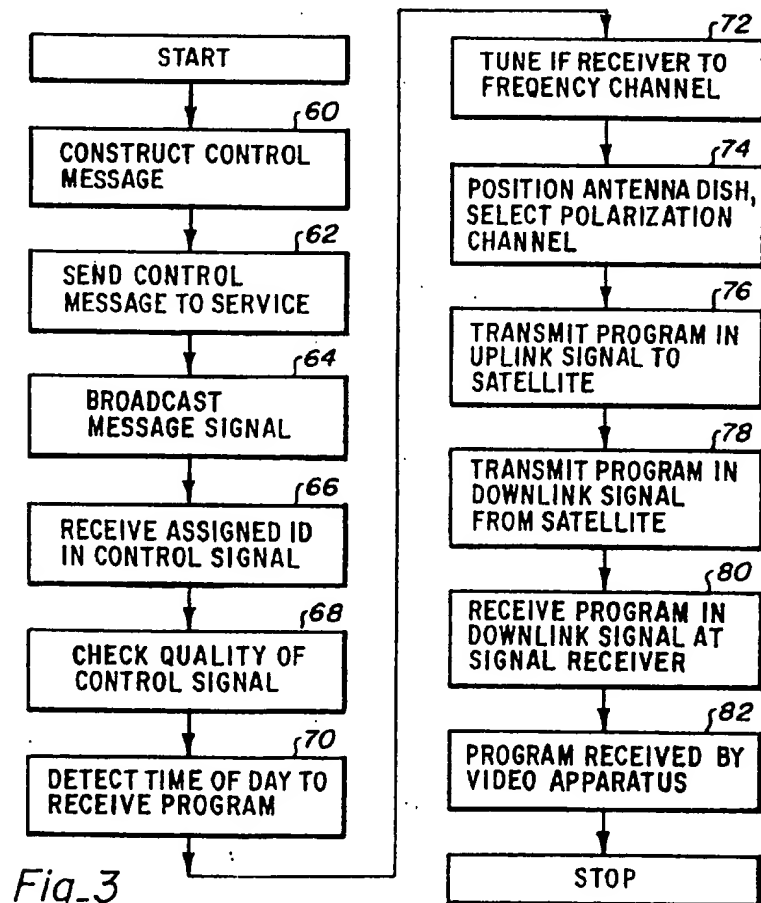 START
60
CONSTRUCT CONTROL
MESSAGE
62
SEND CONTROL
MESSAGE TO SERVICE
64
BROADCAST
MESSAGE SIGNAL
66
RECEIVE ASSIGNED ID
IN CONTROL SIGNAL
68
CHECK QUALITY OF
CONTROL SIGNAL
70
DETECT TIME OF DAY TO
RECEIVE PROGRAM
72
TUNE IF RECEIVER TO
FREQENCY CHANNEL
74
POSITION ANTENNA DISH,
SELECT POLARIZATION
CHANNEL
76
TRANSMIT PROGRAM IN
UPLINK SIGNAL TO
SATELLITE
78
TRANSMIT PROGRAM IN
DOWNLINK SIGNAL
FROM SATELLITE
80
RECEIVE PROGRAM IN
DOWNLINK SIGNAL AT
SIGNAL RECEIVER
82
PROGRAM RECEIVED BY
VIDEO APPARATUS
STOP
Fig_3